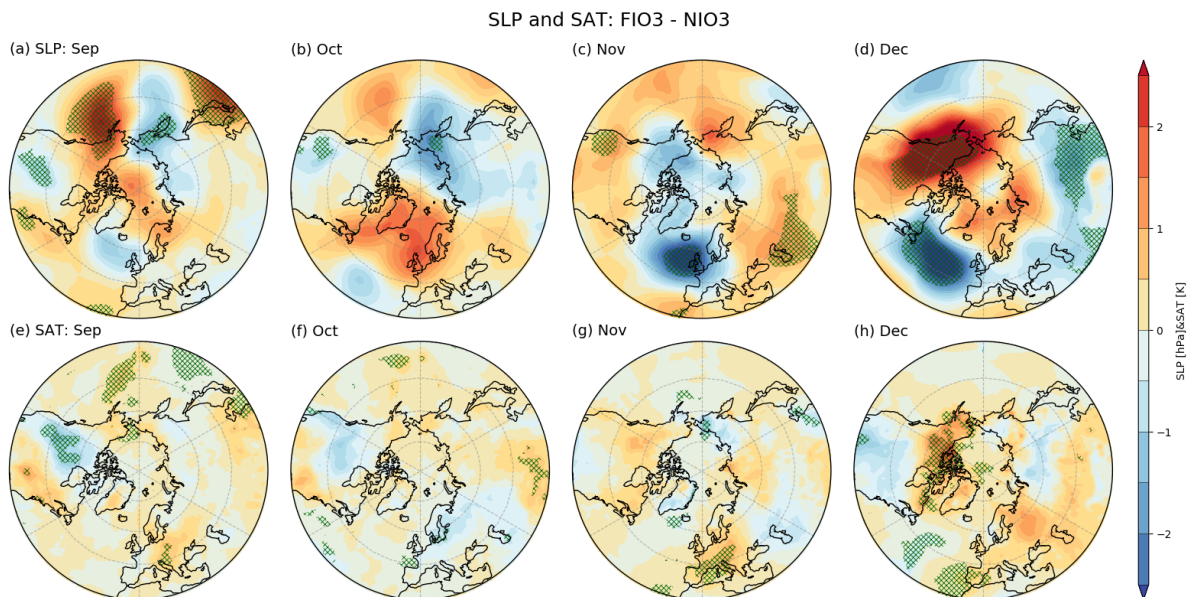 SLP and SAT: FIO3 - NIO3
(a) SLP: Sep
(b) Oct
(c) Nov
(d) Dec
(e) SAT: Sep
(f) Oct
(g) Nov
(h) Dec
2
1
0
−1
−2
SLP [hPa]&SAT [K]